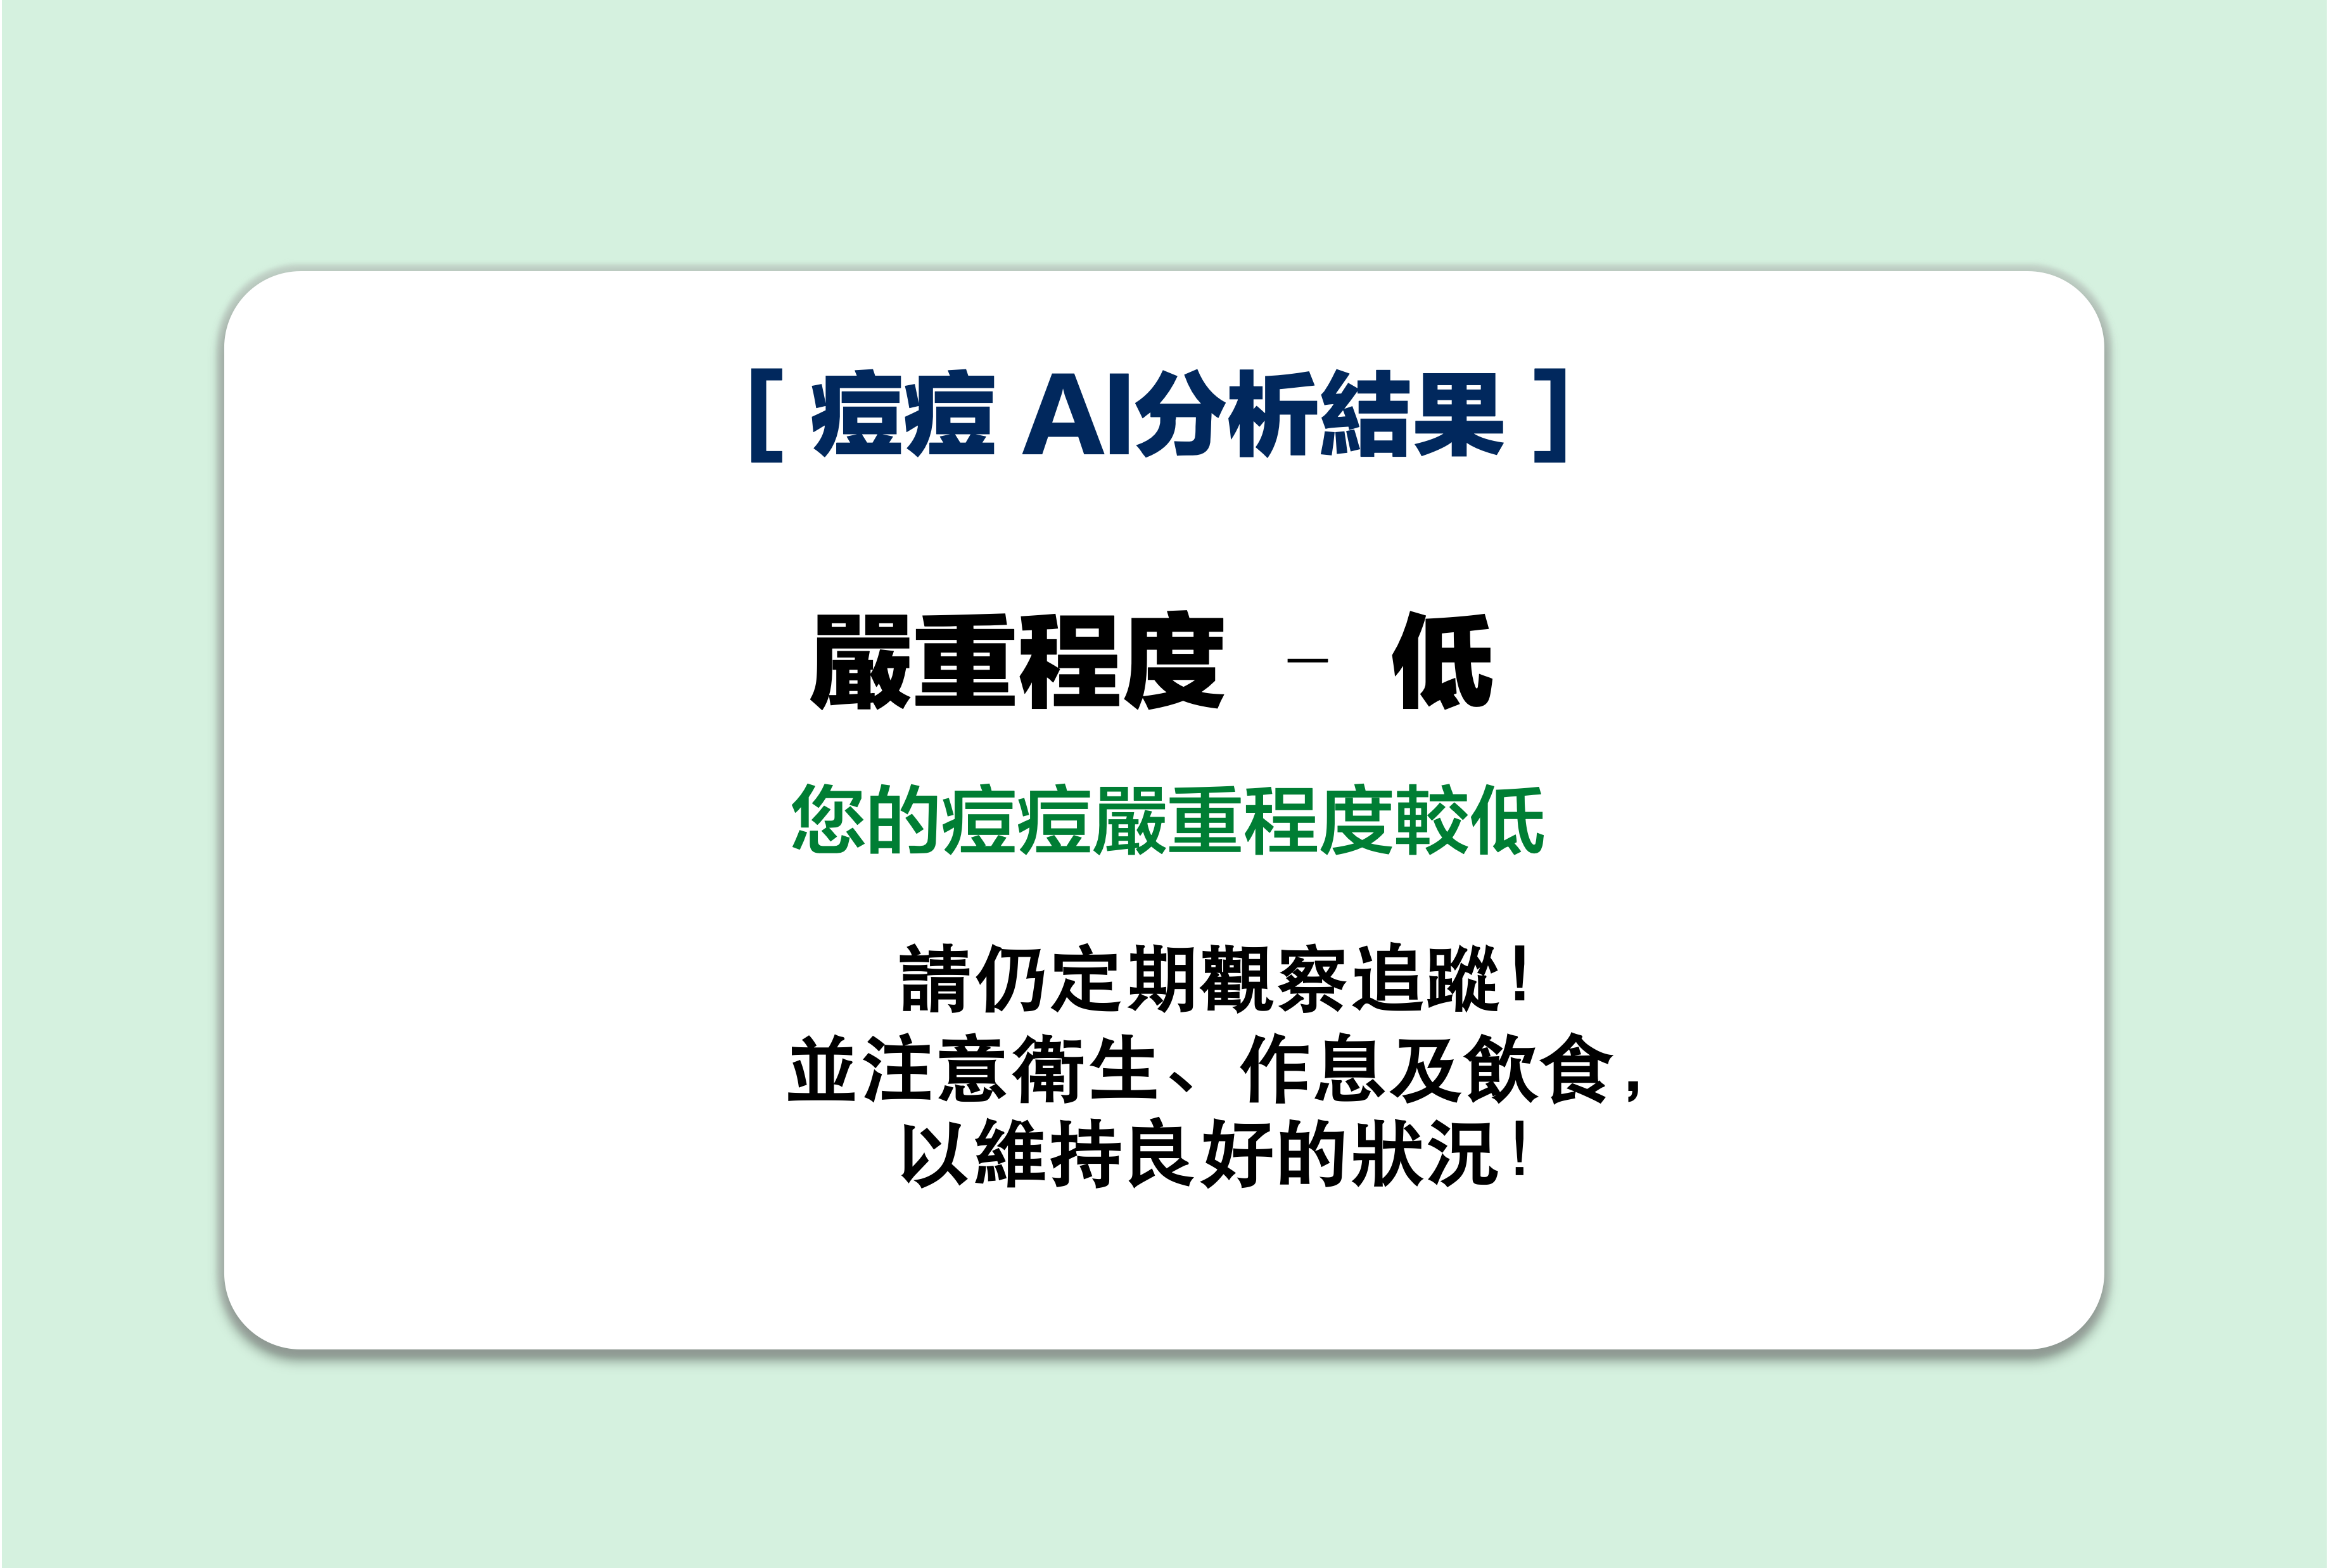 [ 痘痘 AI分析結果 ]
嚴重程度 – 低
您的痘痘嚴重程度較低
請仍定期觀察追蹤!
並注意衛生、作息及飲食,
以維持良好的狀況!